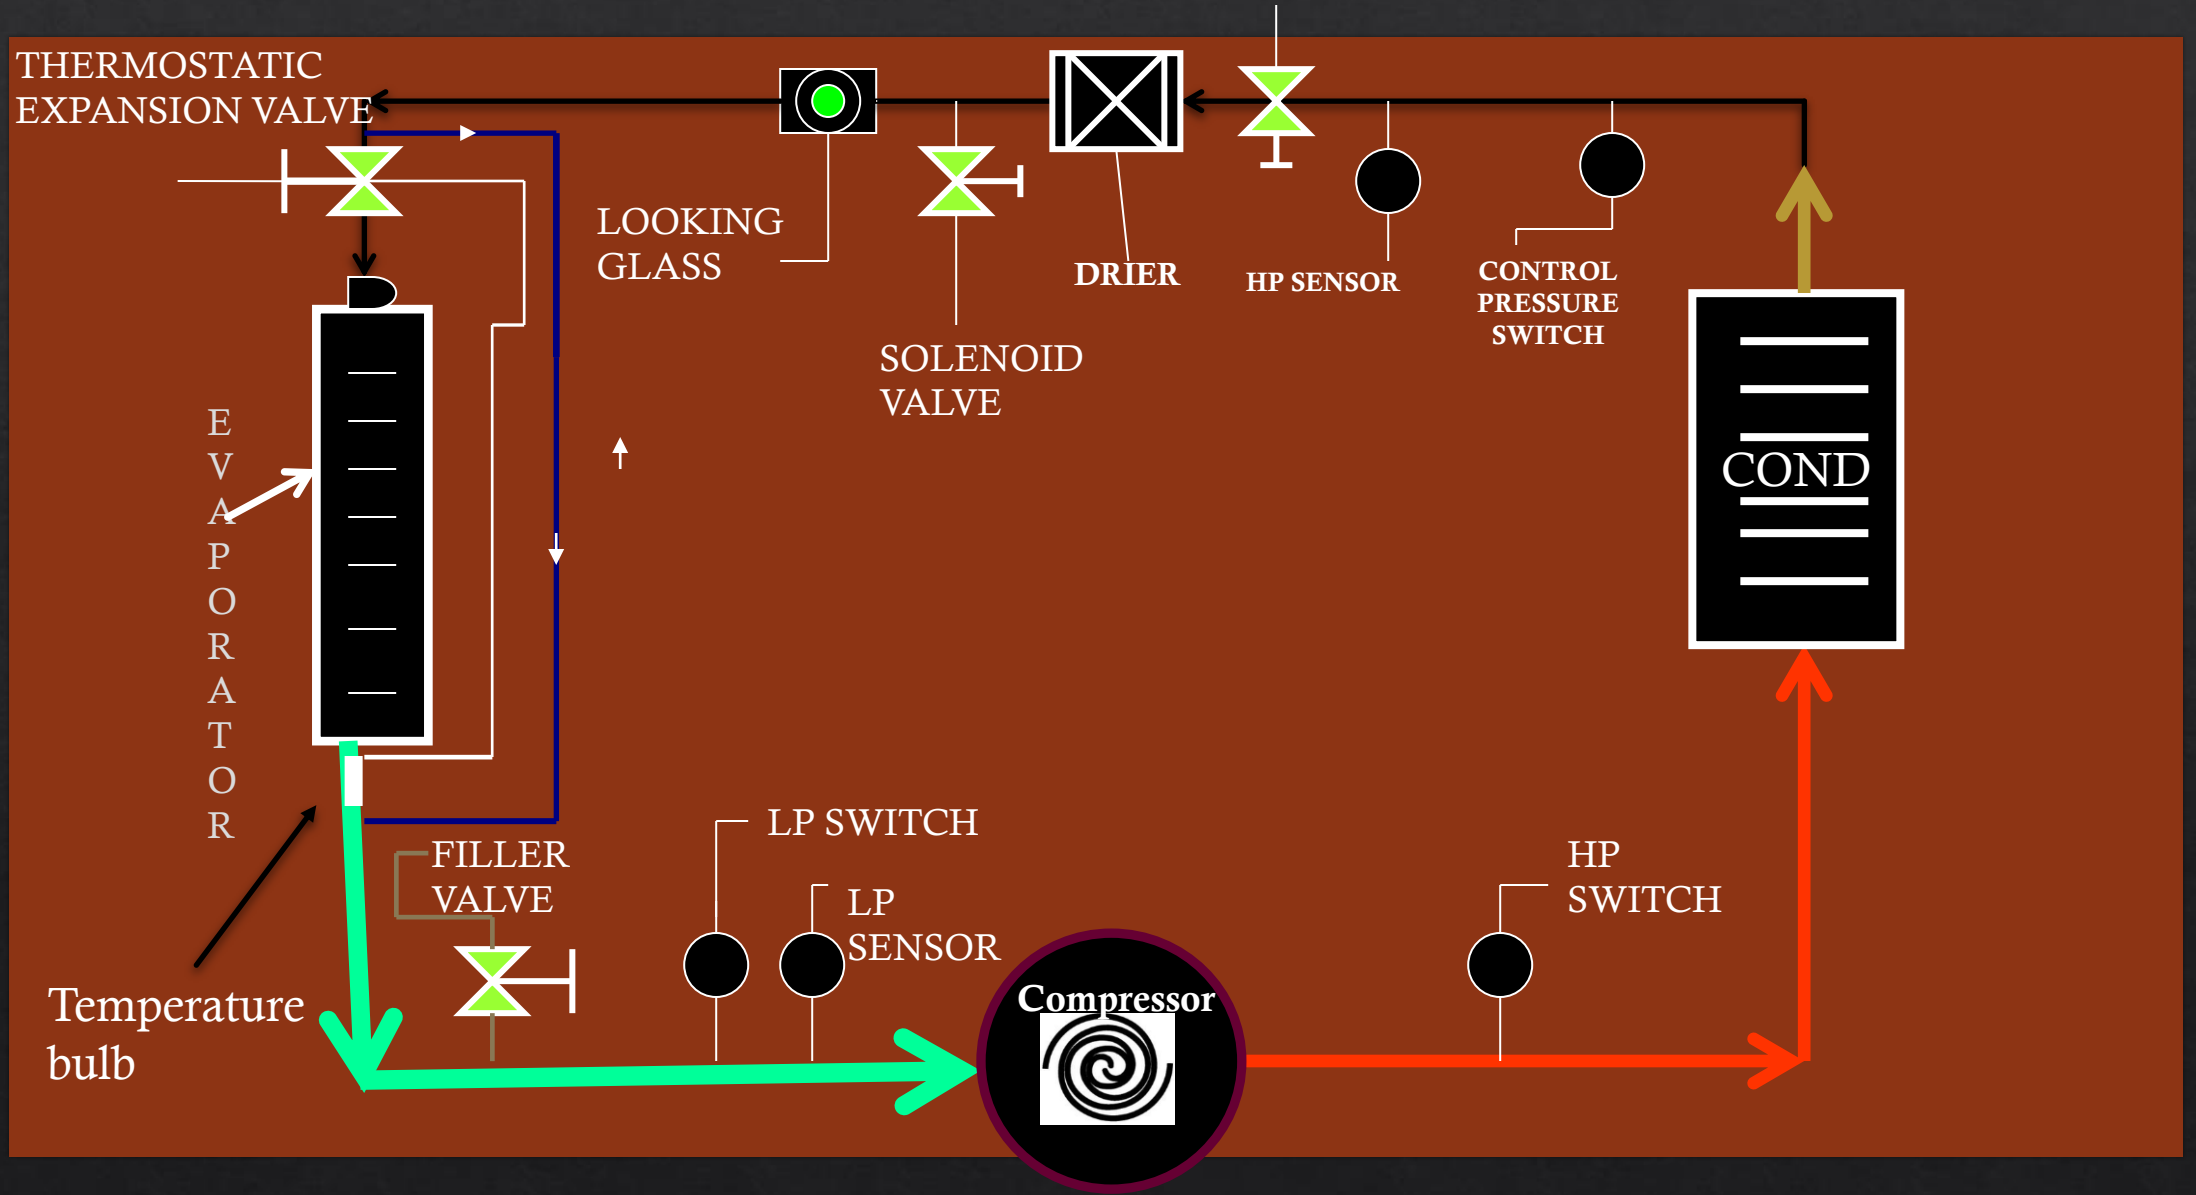 THERMOSTATIC
EXPANSION VALVE
LOOKING
GLASS
DRIER
HP SENSOR
CONTROL
PRESSURE
SWITCH
SOLENOID
VALVE
E
V
A
P
O
R
A
T
O
R
COND
LP SWITCH
FILLER
VALVE
LP
SENSOR
HP
SWITCH
Compressor
Temperature
bulb